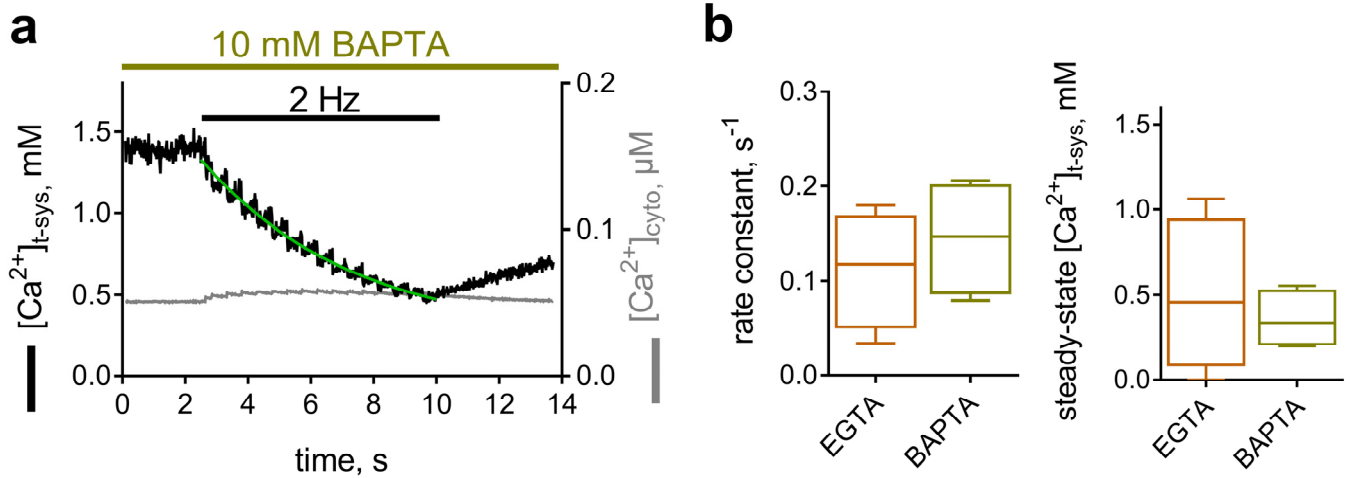 a
10 mM BAPTA
2 Hz
[Ca²⁺]t-sys, mM
1.5
1.0
0.5
0.0
0.2
0.1
0.0
[Ca²⁺]cyto, µM
0 2 4 6 8 10 12 14
time, s
b
rate constant, s⁻¹
0.3
0.2
0.1
0.0
EGTA
BAPTA
steady-state [Ca²⁺]t-sys, mM
1.5
1.0
0.5
0.0
EGTA
BAPTA